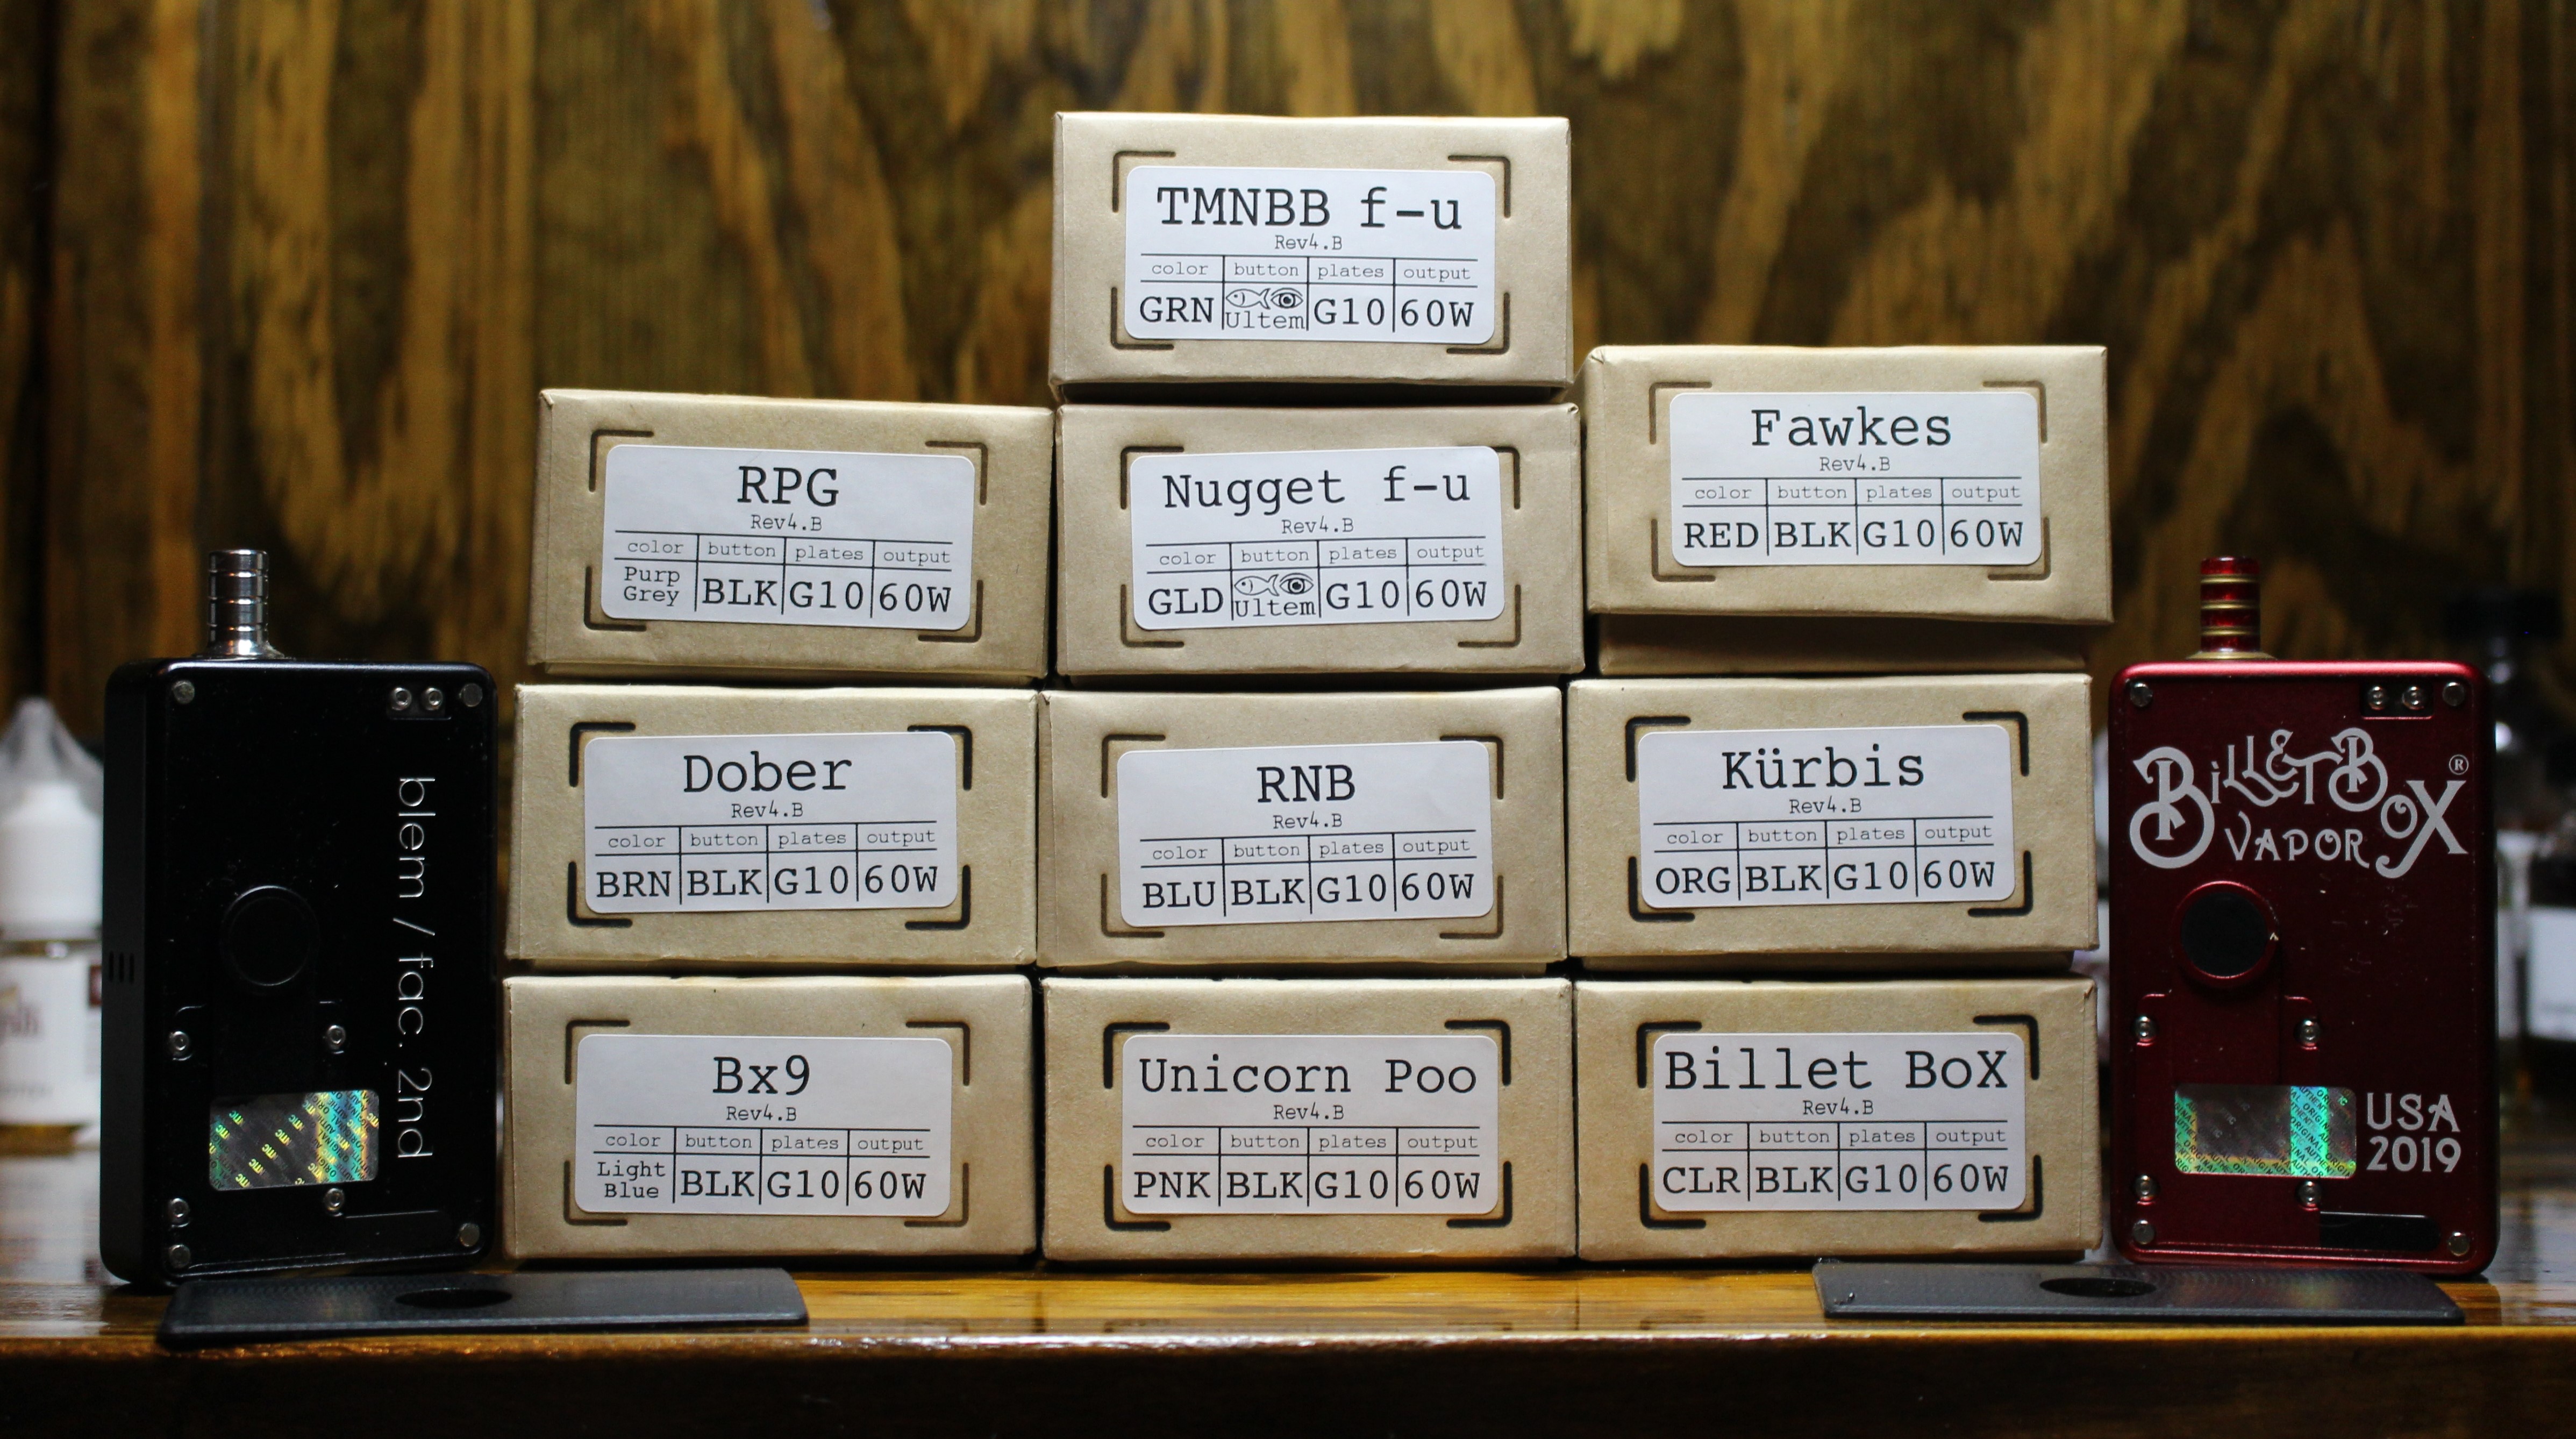 TMNBB f-u
Rev4.B
color button plates output
GRN Ultem G10 60W
RPG
Rev4.B
color button plates output
Purp Grey BLK G10 60W
Nugget f-u
Rev4.B
color button plates output
GLD Ultem G10 60W
Fawkes
Rev4.B
color button plates output
RED BLK G10 60W
Dober
Rev4.B
color button plates output
BRN BLK G10 60W
RNB
Rev4.B
color button plates output
BLU BLK G10 60W
Kürbis
Rev4.B
color button plates output
ORG BLK G10 60W
Bx9
Rev4.B
color button plates output
Light Blue BLK G10 60W
Unicorn Poo
Rev4.B
color button plates output
PNK BLK G10 60W
Billet BoX
Rev4.B
color button plates output
CLR BLK G10 60W
blem / fac. 2nd
BilletBox®
VAPOR
USA
2019